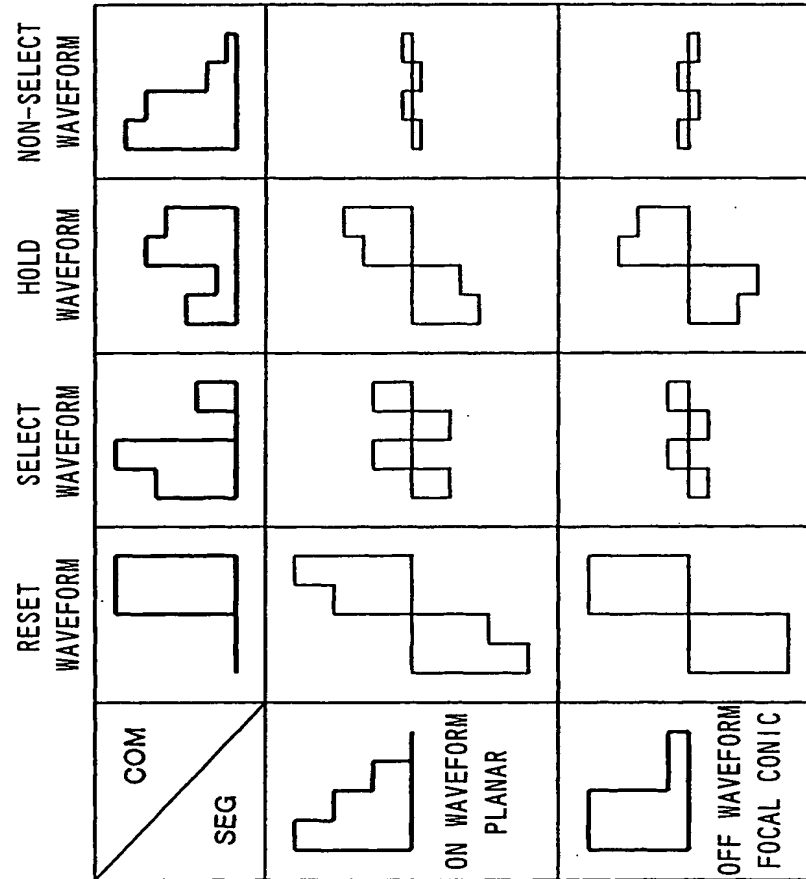 COM
SEG
RESET
WAVEFORM
SELECT
WAVEFORM
HOLD
WAVEFORM
NON-SELECT
WAVEFORM
ON WAVEFORM
PLANAR
OFF WAVEFORM
FOCAL CONIC